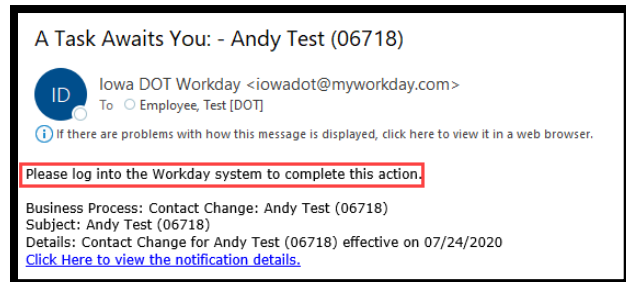 A Task Awaits You: - Andy Test (06718)
ID
Iowa DOT Workday <iowadot@myworkday.com>
To Employee, Test [DOT]
i If there are problems with how this message is displayed, click here to view it in a web browser.
Please log into the Workday system to complete this action.
Business Process: Contact Change: Andy Test (06718)
Subject: Andy Test (06718)
Details: Contact Change for Andy Test (06718) effective on 07/24/2020
Click Here to view the notification details.